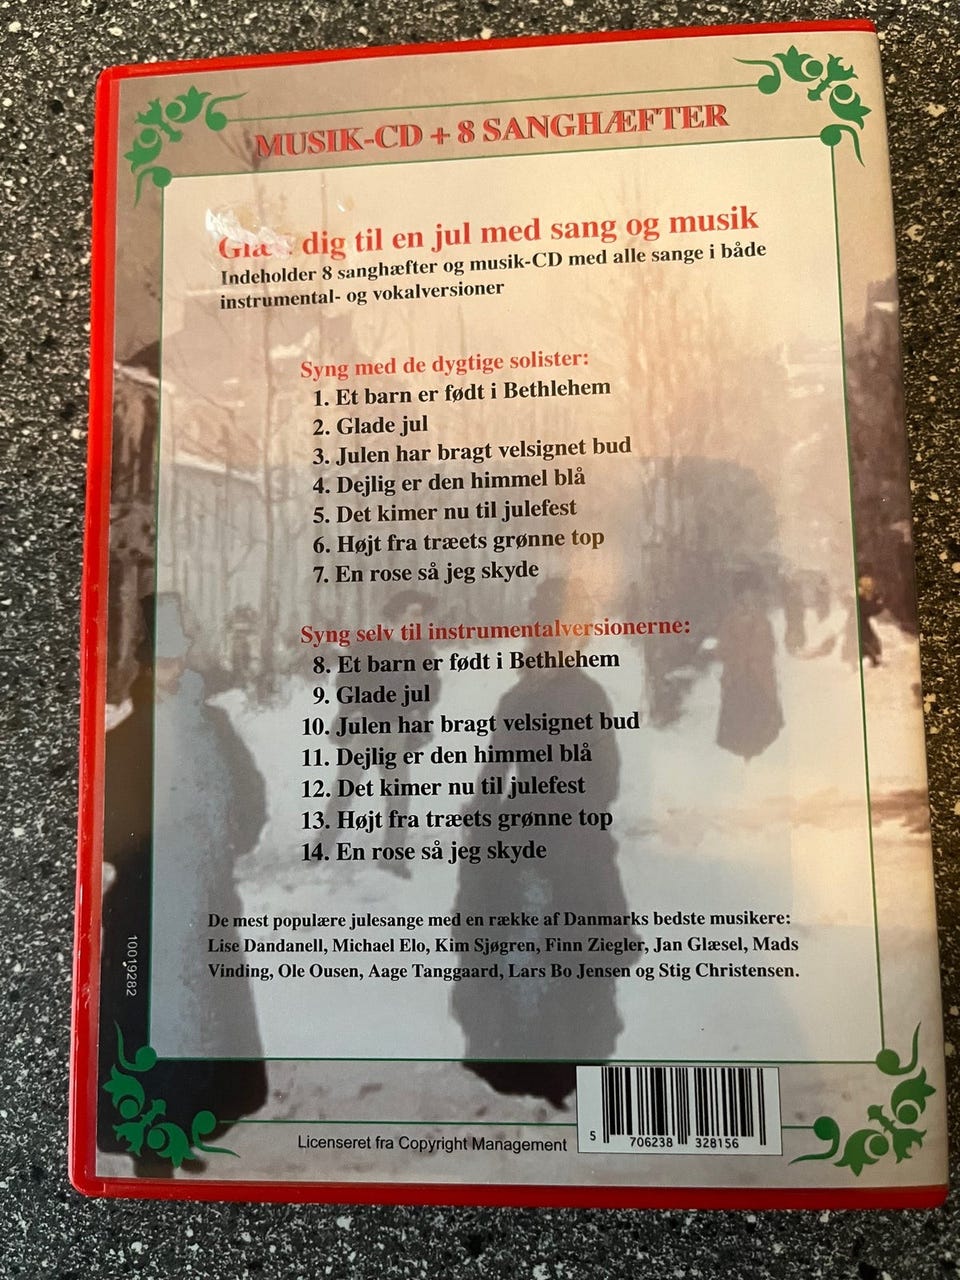 MUSIK-CD + 8 SANGHÆFTER
dig til en jul med sang og musik
Indeholder 8 sanghæfter og musik-CD med alle sange i både
instrumental- og vokalversioner
Syng med de dygtige solister:
1. Et barn er født i Bethlehem
2. Glade jul
3. Julen har bragt velsignet bud
4. Dejlig er den himmel blå
5. Det kimer nu til julefest
6. Højt fra træets grønne top
7. En rose så jeg skyde
Syng selv til instrumentalversionerne:
8. Et barn er født i Bethlehem
9. Glade jul
10. Julen har bragt velsignet bud
11. Dejlig er den himmel blå
12. Det kimer nu til julefest
13. Højt fra træets grønne top
14. En rose så jeg skyde
De mest populære julesange med en række af Danmarks bedste musikere:
Lise Dandanell, Michael Elo, Kim Sjøgren, Finn Ziegler, Jan Glæsel, Mads
Vinding, Ole Ousen, Aage Tanggaard, Lars Bo Jensen og Stig Christensen.
10019282
Licenseret fra Copyright Management
5 706238 328156